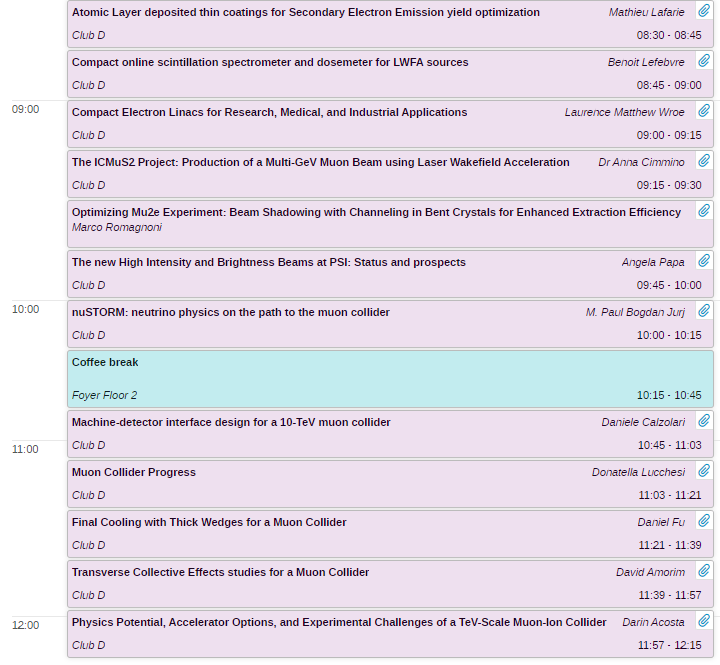 Atomic Layer deposited thin coatings for Secondary Electron Emission yield optimization Mathieu Lafarie
Club D 08:30 - 08:45
Compact online scintillation spectrometer and dosemeter for LWFA sources Benoit Lefebvre
Club D 08:45 - 09:00
09:00 Compact Electron Linacs for Research, Medical, and Industrial Applications Laurence Matthew Wroe
Club D 09:00 - 09:15
The ICMuS2 Project: Production of a Multi-GeV Muon Beam using Laser Wakefield Acceleration Dr Anna Cimmino
Club D 09:15 - 09:30
Optimizing Mu2e Experiment: Beam Shadowing with Channeling in Bent Crystals for Enhanced Extraction Efficiency
Marco Romagnoni
The new High Intensity and Brightness Beams at PSI: Status and prospects Angela Papa
Club D 09:45 - 10:00
10:00 nuSTORM: neutrino physics on the path to the muon collider M. Paul Bogdan Jurj
Club D 10:00 - 10:15
Coffee break
Foyer Floor 2 10:15 - 10:45
Machine-detector interface design for a 10-TeV muon collider Daniele Calzolari
Club D 10:45 - 11:03
11:00
Muon Collider Progress Donatella Lucchesi
Club D 11:03 - 11:21
Final Cooling with Thick Wedges for a Muon Collider Daniel Fu
Club D 11:21 - 11:39
Transverse Collective Effects studies for a Muon Collider David Amorim
Club D 11:39 - 11:57
12:00 Physics Potential, Accelerator Options, and Experimental Challenges of a TeV-Scale Muon-Ion Collider Darin Acosta
Club D 11:57 - 12:15